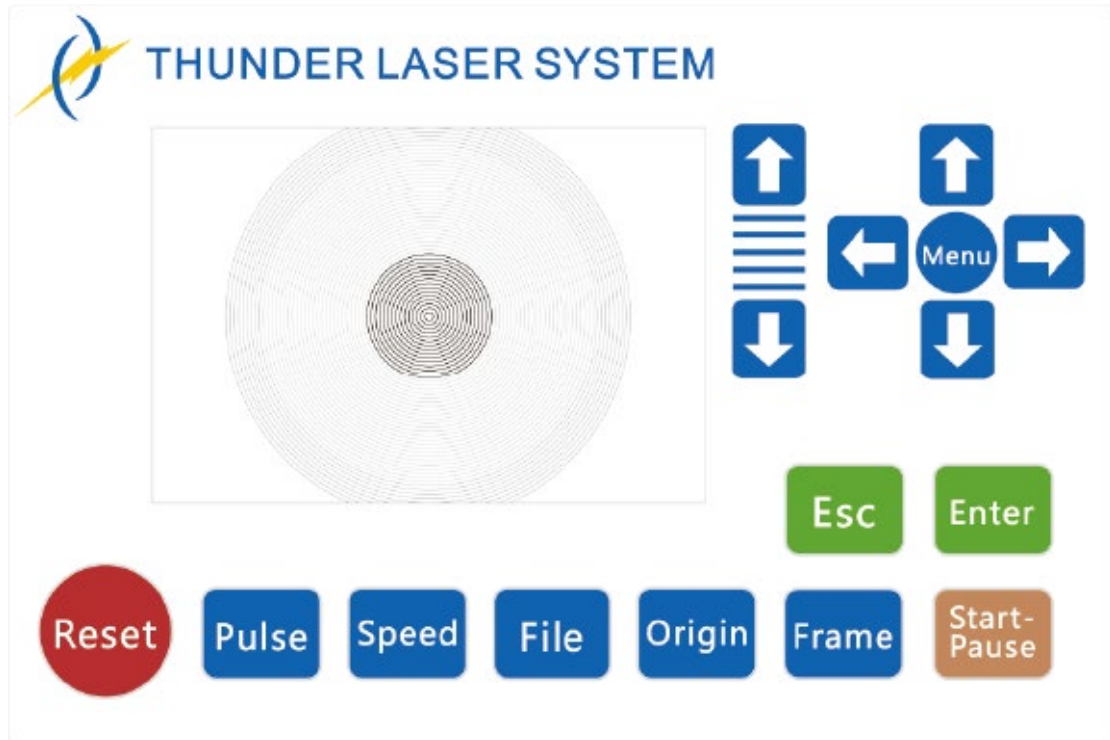 THUNDER LASER SYSTEM
Menu
Esc
Enter
Reset
Pulse
Speed
File
Origin
Frame
Start-
Pause